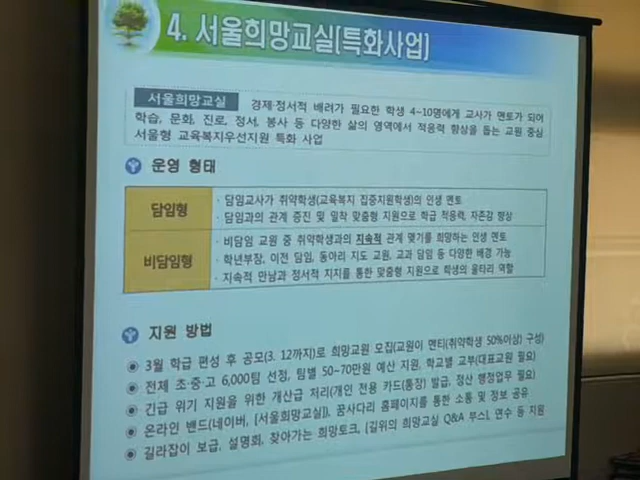 4. 서울희망교실[특화사업]
서울희망교실 경제·정서적 배려가 필요한 학생 4~10명에게 교사가 멘토가 되어
학습, 문화, 진로, 정서, 봉사 등 다양한 삶의 영역에서 적응력 향상을 돕는 교원 중심
서울형 교육복지우선지원 특화 사업
운영 형태
담임형
· 담임교사가 취약학생(교육복지 집중지원학생)의 인생 멘토
· 담임과의 관계 증진 및 밀착 맞춤형 지원으로 학급 적응력, 자존감 향상
비담임형
· 비담임 교원 중 취약학생과의 지속적 관계 맺기를 희망하는 인생 멘토
· 학년부장, 이전 담임, 동아리 지도 교원, 교과 담임 등 다양한 배경 가능
· 지속적 만남과 정서적 지지를 통한 맞춤형 지원으로 학생의 울타리 역할
지원 방법
3월 학급 편성 후 공모(3. 12까지)로 희망교원 모집(교원이 멘티(취약학생 50%이상) 구성)
전체 초·중·고 6,000팀 선정, 팀별 50~70만원 예산 지원, 학교별 교부(대표교원 필요)
긴급 위기 지원을 위한 개산급 처리(개인 전용 카드(통장) 발급, 정산 행정업무 필요)
온라인 밴드(네이버, [서울희망교실]), 꿈사다리 홈페이지를 통한 소통 및 정보 공유
길라잡이 보급, 설명회, 찾아가는 희망토크, [길위의 희망교실 Q&A 부스], 연수 등 지원